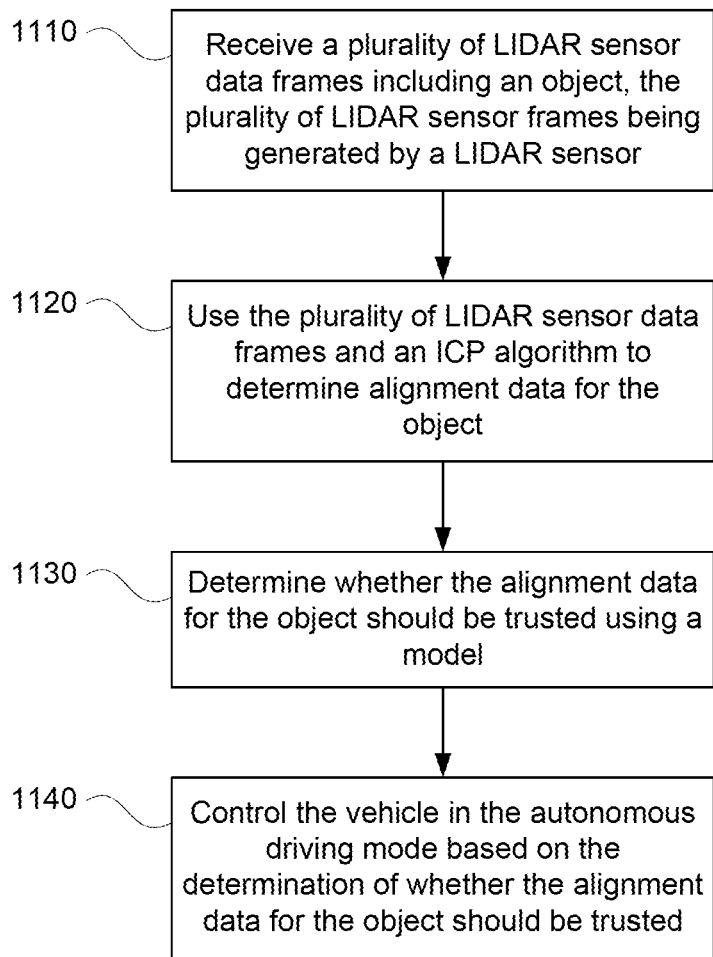 1110
Receive a plurality of LIDAR sensor
data frames including an object, the
plurality of LIDAR sensor frames being
generated by a LIDAR sensor
1120
Use the plurality of LIDAR sensor data
frames and an ICP algorithm to
determine alignment data for the
object
1130
Determine whether the alignment data
for the object should be trusted using a
model
1140
Control the vehicle in the autonomous
driving mode based on the
determination of whether the alignment
data for the object should be trusted